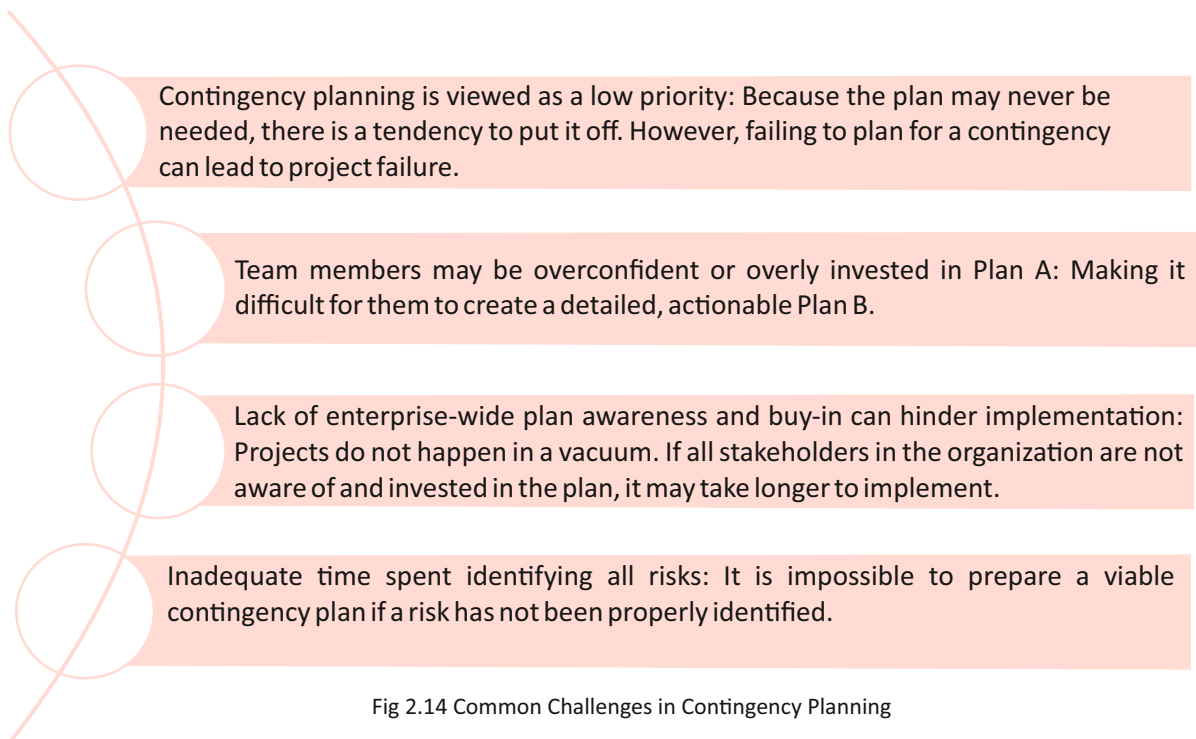 Contingency planning is viewed as a low priority: Because the plan may never be
needed, there is a tendency to put it off. However, failing to plan for a contingency
can lead to project failure.
Team members may be overconfident or overly invested in Plan A: Making it
difficult for them to create a detailed, actionable Plan B.
Lack of enterprise-wide plan awareness and buy-in can hinder implementation:
Projects do not happen in a vacuum. If all stakeholders in the organization are not
aware of and invested in the plan, it may take longer to implement.
Inadequate time spent identifying all risks: It is impossible to prepare a viable
contingency plan if a risk has not been properly identified.
Fig 2.14 Common Challenges in Contingency Planning